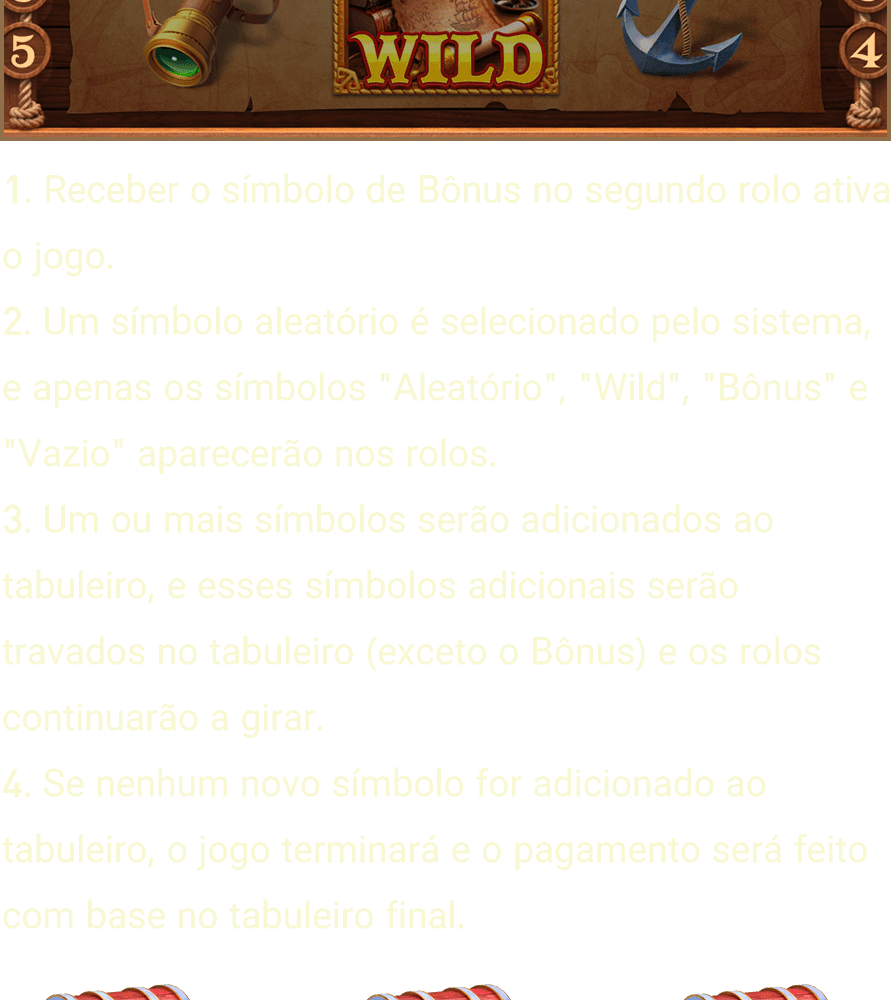 5 WILD 4
1. Receber o símbolo de Bônus no segundo rolo ativa
o jogo.
2. Um símbolo aleatório é selecionado pelo sistema,
e apenas os símbolos "Aleatório", "Wild", "Bônus" e
"Vazio" aparecerão nos rolos.
3. Um ou mais símbolos serão adicionados ao
tabuleiro, e esses símbolos adicionais serão
travados no tabuleiro (exceto o Bônus) e os rolos
continuarão a girar.
4. Se nenhum novo símbolo for adicionado ao
tabuleiro, o jogo terminará e o pagamento será feito
com base no tabuleiro final.